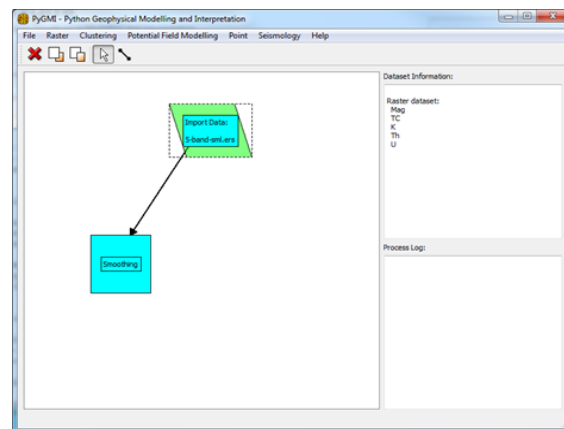 PyGMI - Python Geophysical Modelling and Interpretation
File Raster Clustering Potential Field Modelling Point Seismology Help
Dataset Information:
Raster dataset:
Mag
TC
K
Th
U
Import Data:
5-band-sml.ers
Smoothing
Process Log: